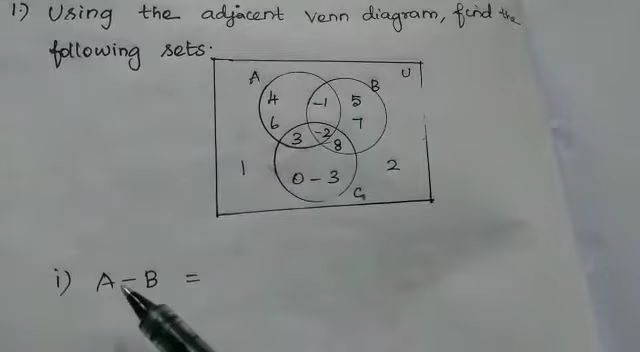 1.) Using the adjacent Venn diagram, find the
following sets.
A
B
U
4
-1
5
6
7
3
-2
8
1
0
-3
2
C
i) A-B =